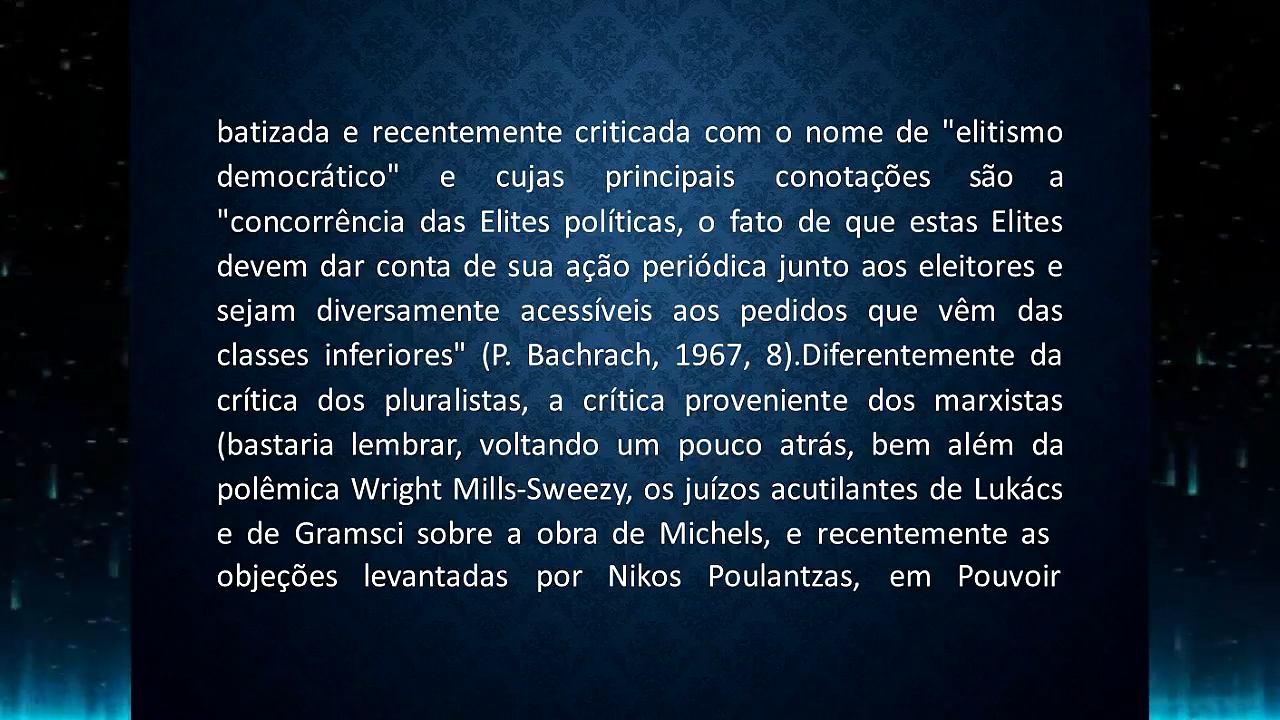 batizada e recentemente criticada com o nome de "elitismo
democrático" e cujas principais conotações são a
"concorrência das Elites políticas, o fato de que estas Elites
devem dar conta de sua ação periódica junto aos eleitores e
sejam diversamente acessíveis aos pedidos que vêm das
classes inferiores" (P. Bachrach, 1967, 8).Diferentemente da
crítica dos pluralistas, a crítica proveniente dos marxistas
(bastaria lembrar, voltando um pouco atrás, bem além da
polêmica Wright Mills-Sweezy, os juízos acutilantes de Lukács
e de Gramsci sobre a obra de Michels, e recentemente as
objeções levantadas por Nikos Poulantzas, em Pouvoir